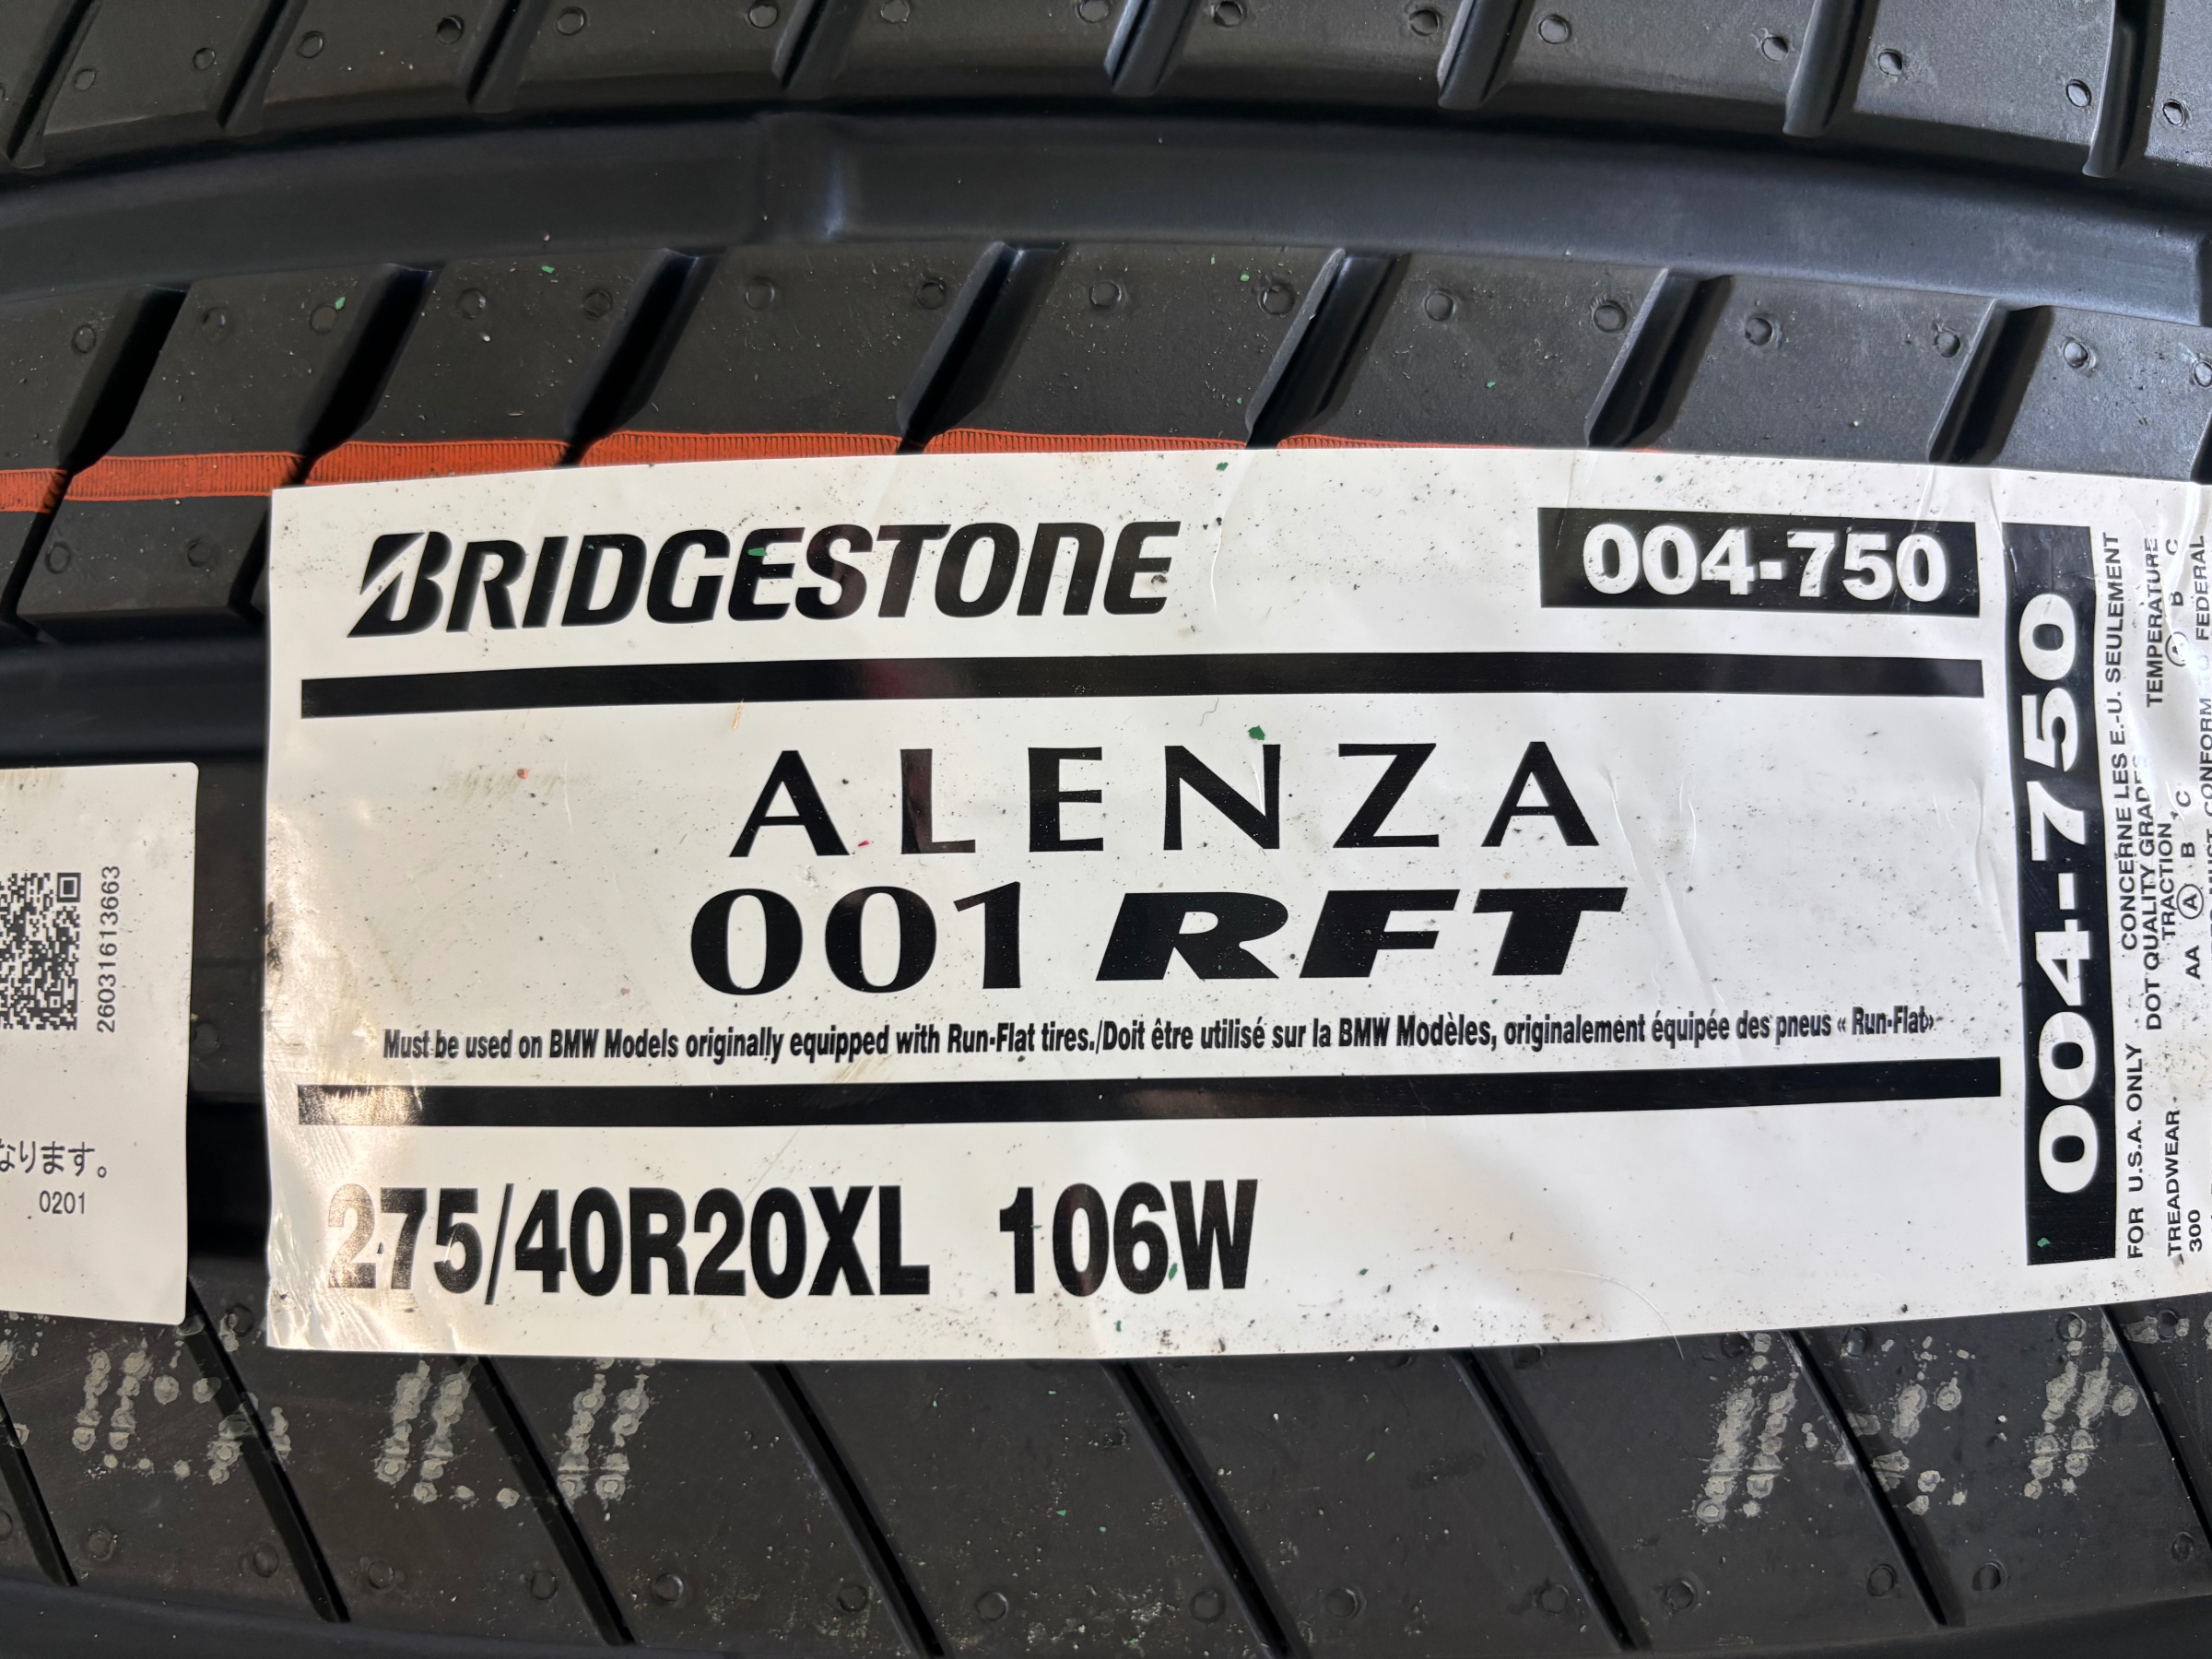 BRIDGESTONE
004-750
ALENZA
001 RFT
Must be used on BMW Models originally equipped with Run-Flat tires./Doit être utilisé sur la BMW Modèles, originalement équipée des pneus « Run-Flat»
275/40R20XL 106W
004-750
FOR U.S.A. ONLY CONCERNE LES E.-U. SEULEMENT
DOT QUALITY GRADES
TREADWEAR TRACTION TEMPERATURE
300 AA A B C A B C
CONFORM FEDERAL
260316113663
なります。
0201